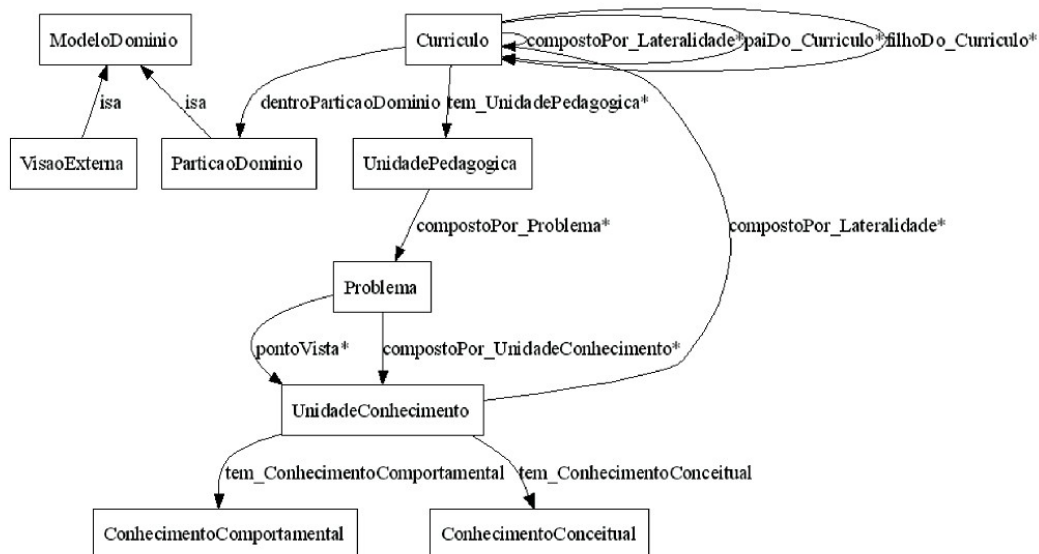 ModeloDominio
Curriculo
compostoPor_Lateralidade*
paiDo_Curriculo*
filhoDo_Curriculo*
isa
isa
dentroParticaoDominio
tem_UnidadePedagogica*
VisaoExterna
ParticaoDominio
UnidadePedagogica
compostoPor_Problema*
compostoPor_Lateralidade*
Problema
pontoVista*
compostoPor_UnidadeConhecimento*
UnidadeConhecimento
tem_ConhecimentoComportamental
tem_ConhecimentoConceitual
ConhecimentoComportamental
ConhecimentoConceitual